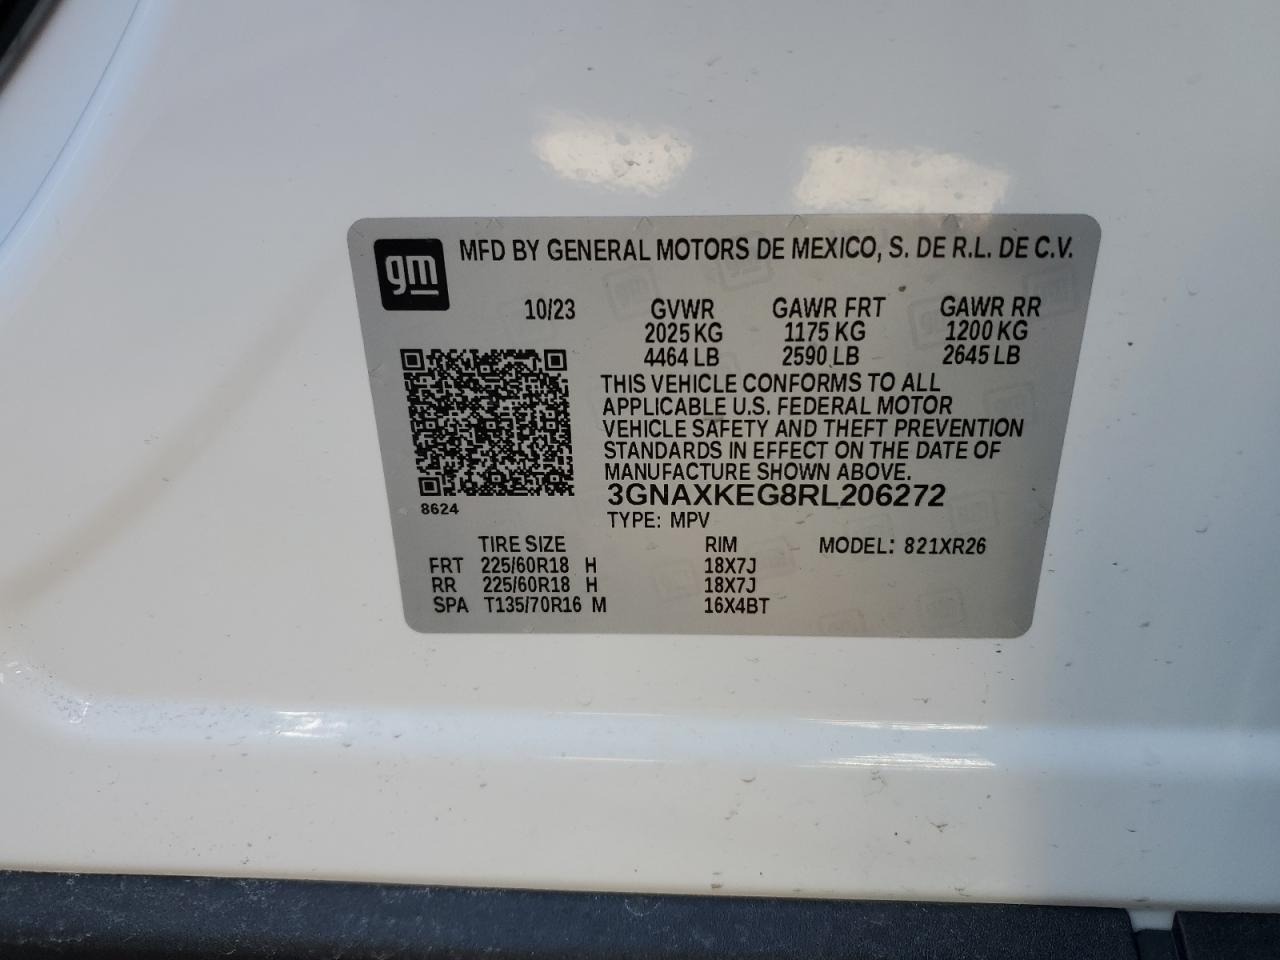 gm
MFD BY GENERAL MOTORS DE MEXICO, S. DE R.L. DE C.V.
10/23 GVWR GAWR FRT GAWR RR
2025 KG 1175 KG 1200 KG
4464 LB 2590 LB 2645 LB
THIS VEHICLE CONFORMS TO ALL
APPLICABLE U.S. FEDERAL MOTOR
VEHICLE SAFETY AND THEFT PREVENTION
STANDARDS IN EFFECT ON THE DATE OF
MANUFACTURE SHOWN ABOVE.
3GNAXKEG8RL206272
8624
TYPE: MPV
TIRE SIZE RIM MODEL: 821XR26
FRT 225/60R18 H 18X7J
RR 225/60R18 H 18X7J
SPA T135/70R16 M 16X4BT